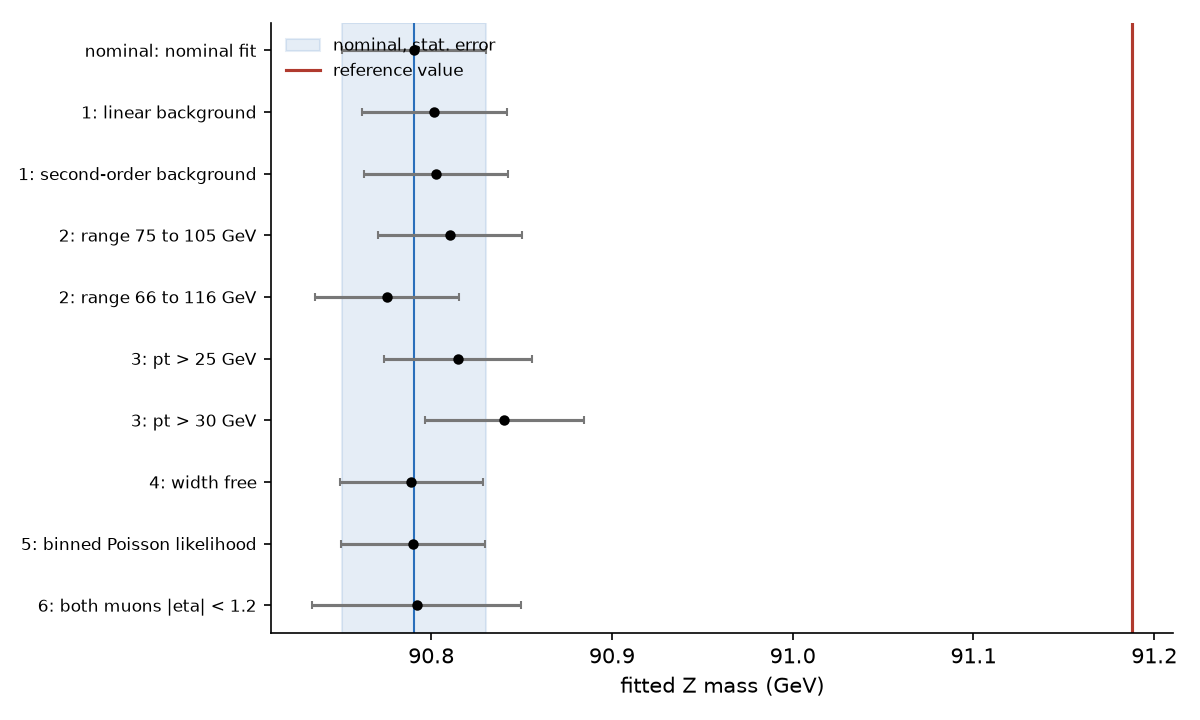 nominal: nominal fit
1: linear background
1: second-order background
2: range 75 to 105 GeV
2: range 66 to 116 GeV
3: pt > 25 GeV
3: pt > 30 GeV
4: width free
5: binned Poisson likelihood
6: both muons |eta| < 1.2
nominal, stat. error
reference value
90.8
90.9
91.0
91.1
91.2
fitted Z mass (GeV)